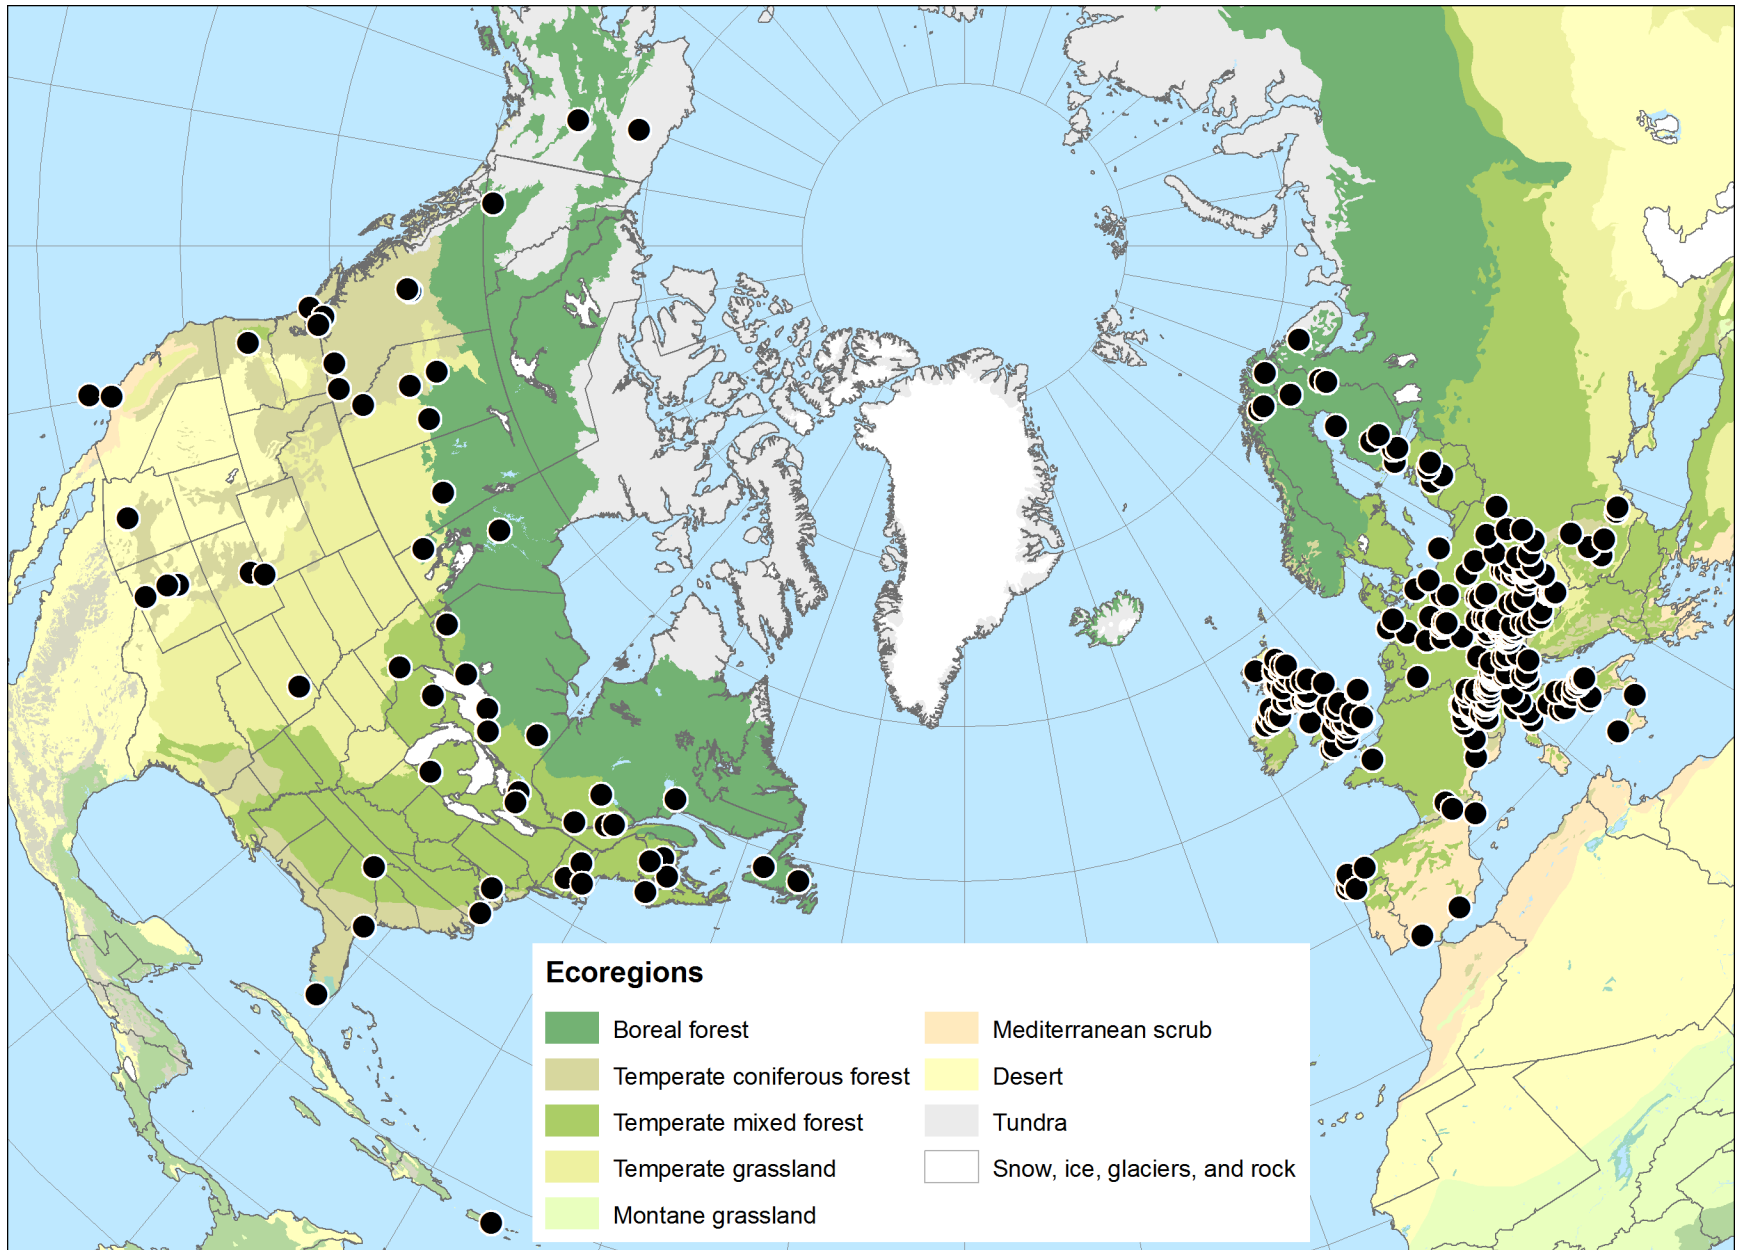 Ecoregions
Boreal forest
Temperate coniferous forest
Temperate mixed forest
Temperate grassland
Montane grassland
Mediterranean scrub
Desert
Tundra
Snow, ice, glaciers, and rock